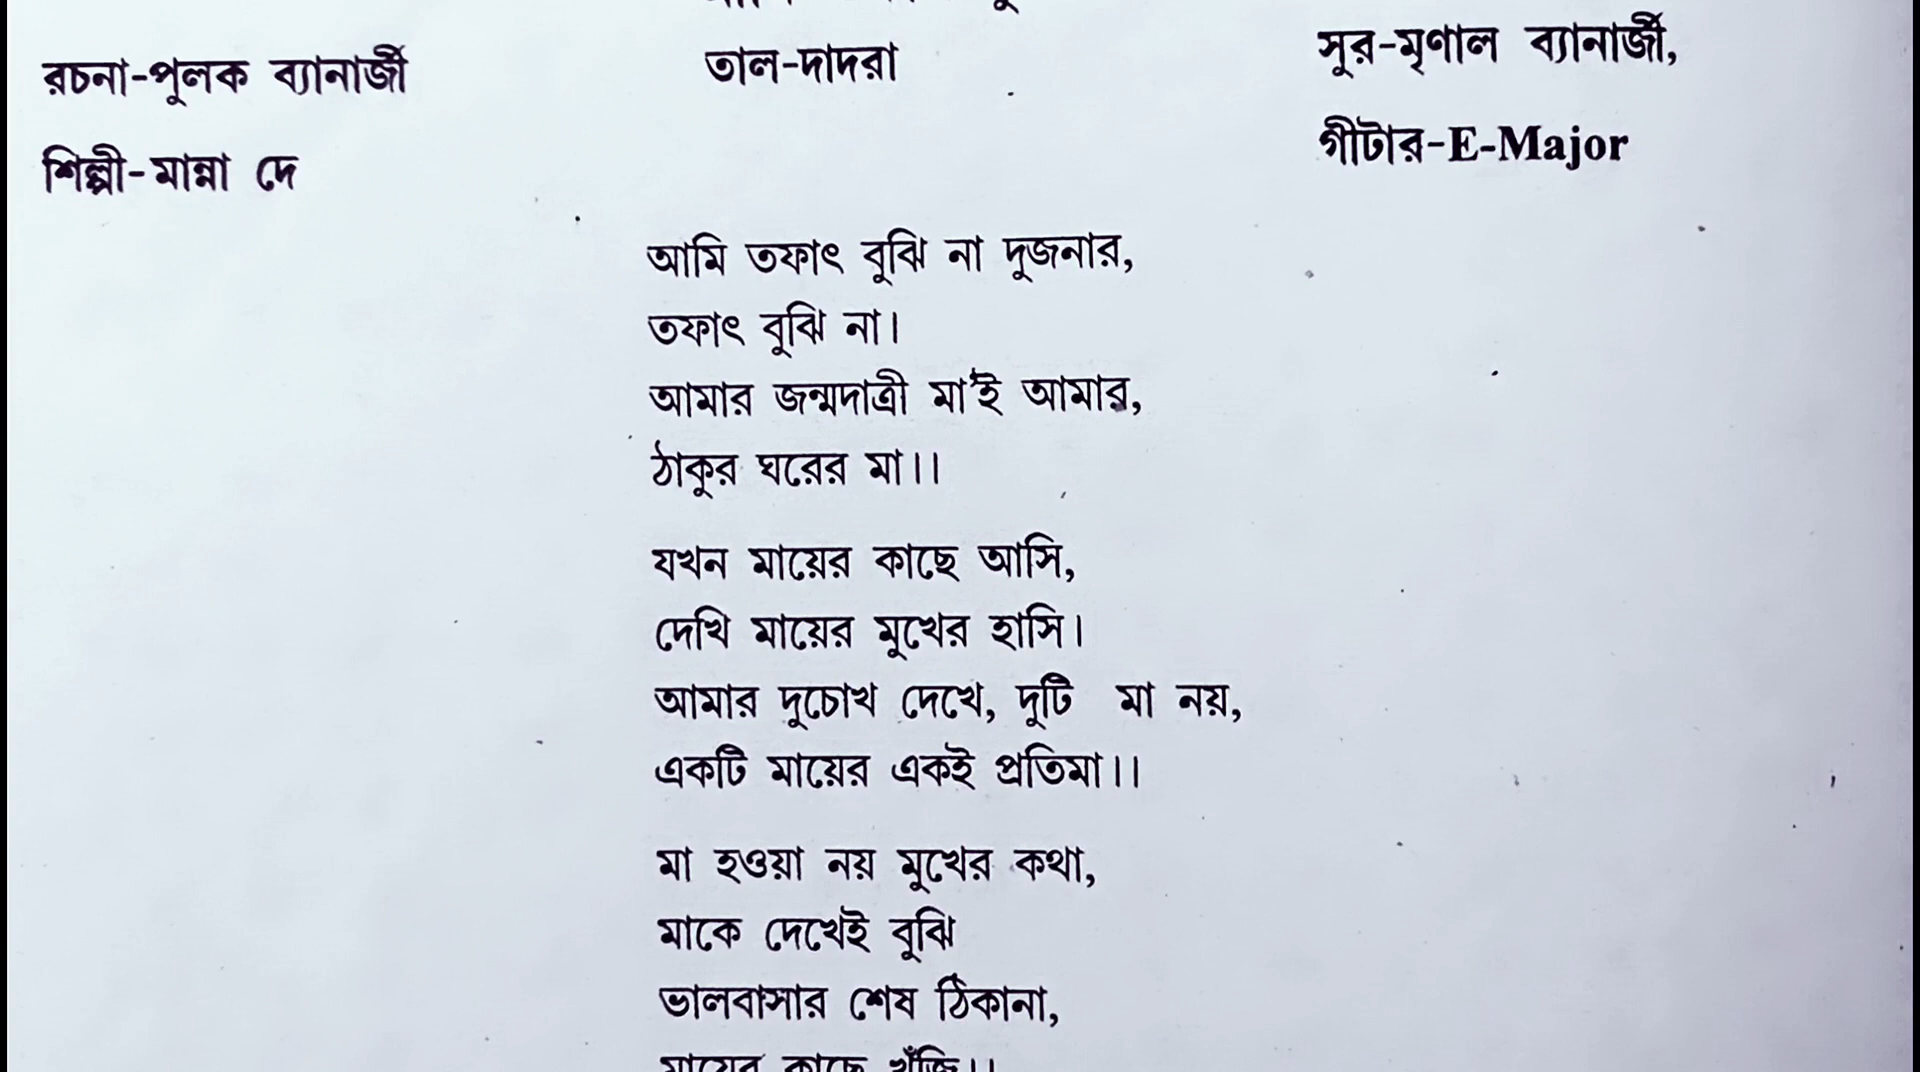 রচনা-পুলক ব্যানার্জী
তাল-দাদরা
সুর-মৃণাল ব্যানার্জী,
শিল্পী-মান্না দে
গীটার-E-Major
আমি তফাৎ বুঝি না দুজনার,
তফাৎ বুঝি না।
আমার জন্মদাত্রী মা'ই আমার,
ঠাকুর ঘরের মা।।
যখন মায়ের কাছে আসি,
দেখি মায়ের মুখের হাসি।
আমার দুচোখ দেখে, দুটি মা নয়,
একটি মায়ের একই প্রতিমা।।
মা হওয়া নয় মুখের কথা,
মাকে দেখেই বুঝি
ভালবাসার শেষ ঠিকানা,
মায়ের কাছে খুঁজি।।